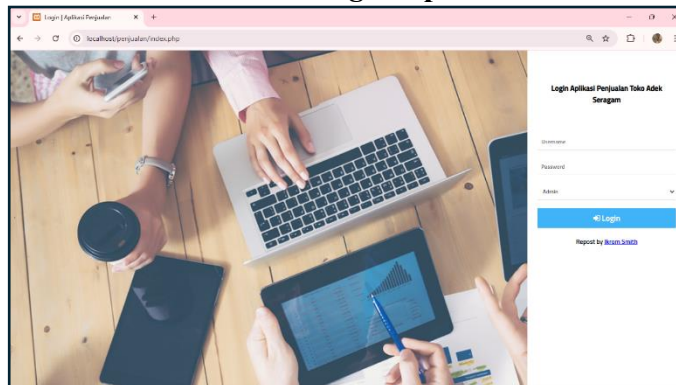 Login | Aplikasi Penjualan
localhost/penjualan/index.php
Login Aplikasi Penjualan Toko Adek
Seragam
Username
Password
Admin
Login
Repost by Ikram Smith